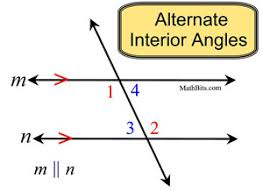 Alternate
Interior Angles
m
1 4
MathBits.com
3 2
n
m || n